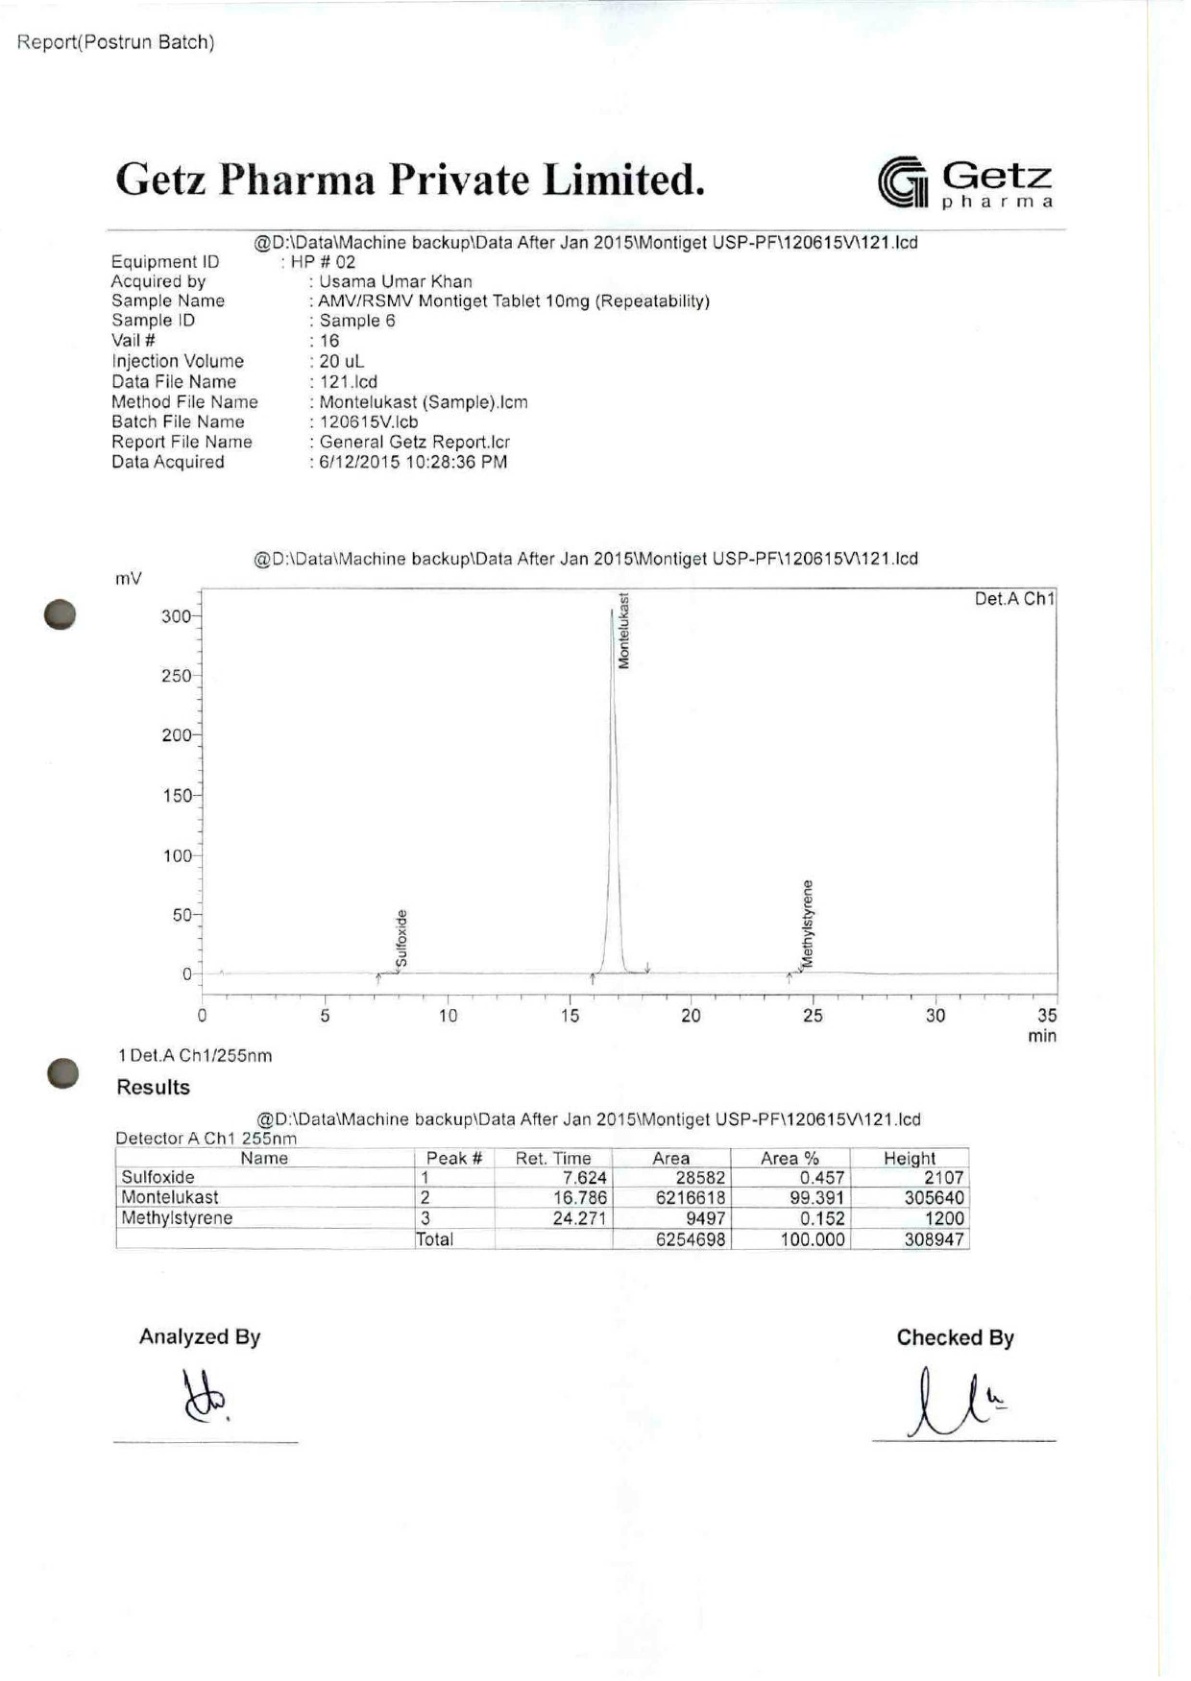 Report(Postrun Batch)
Getz Pharma Private Limited.
Getz
pharma
@D:\Data\Machine backup\Data After Jan 2015\Montiget USP-PF\120615V\121.lcd
Equipment ID : HP # 02
Acquired by : Usama Umar Khan
Sample Name : AMV/RSMV Montiget Tablet 10mg (Repeatability)
Sample ID : Sample 6
Vail # : 16
Injection Volume : 20 uL
Data File Name : 121.lcd
Method File Name : Montelukast (Sample).lcm
Batch File Name : 120615V.lcb
Report File Name : General Getz Report.lcr
Data Acquired : 6/12/2015 10:28:36 PM
@D:\Data\Machine backup\Data After Jan 2015\Montiget USP-PF\120615V\121.lcd
mV
Det.A Ch1
300
250
200
150
100
50
0
Sulfoxide
Montelukast
Methylstyrene
0 5 10 15 20 25 30 35
min
1 Det.A Ch1/255nm
Results
@D:\Data\Machine backup\Data After Jan 2015\Montiget USP-PF\120615V\121.lcd
Detector A Ch1 255nm
Name Peak # Ret. Time Area Area % Height
Sulfoxide 1 7.624 28582 0.457 2107
Montelukast 2 16.786 6216618 99.391 305640
Methylstyrene 3 24.271 9497 0.152 1200
Total 6254698 100.000 308947
Analyzed By
Checked By